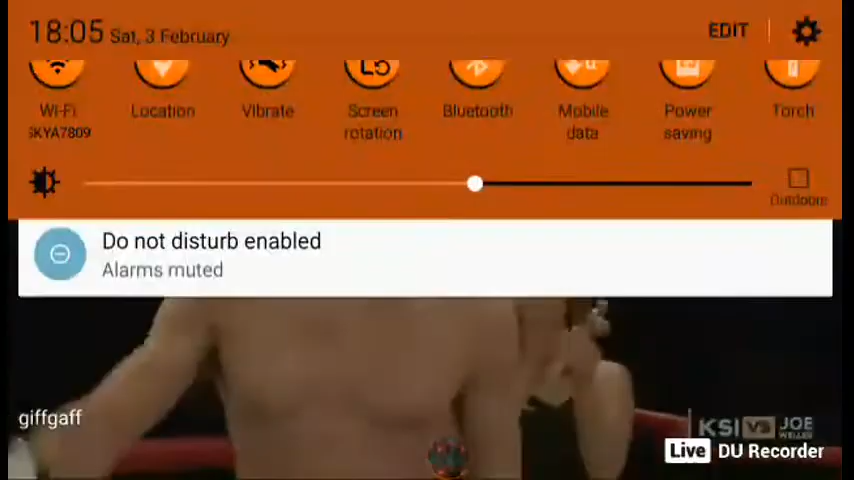 18:05 Sat, 3 February
EDIT
Wi-Fi
SKYA7809
Location
Vibrate
Screen rotation
Bluetooth
Mobile data
Power saving
Torch
Outdoor
Do not disturb enabled
Alarms muted
giffgaff
KSI VS JOE WELLER
Live DU Recorder